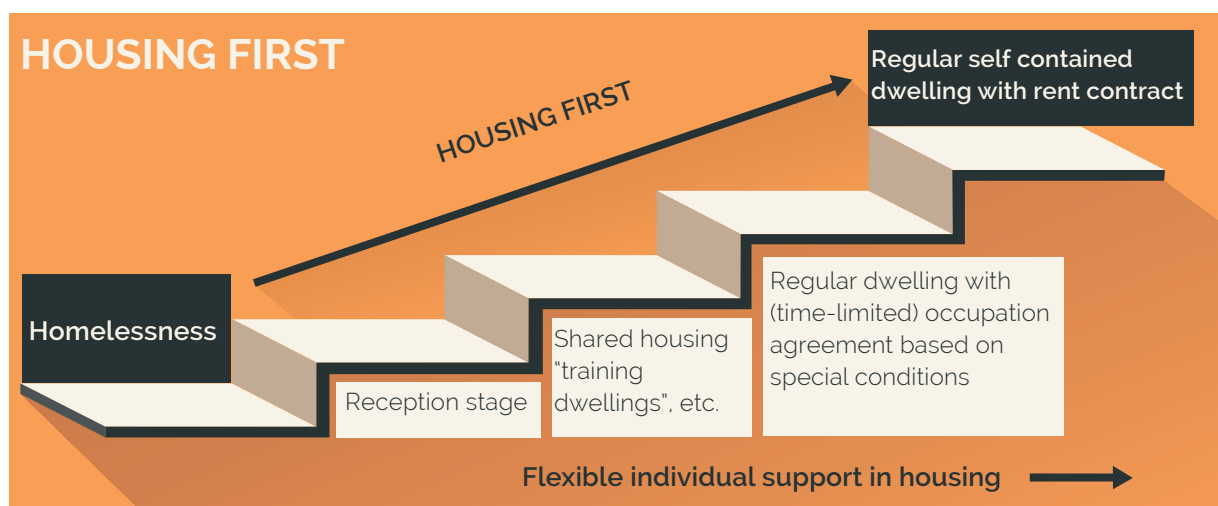 HOUSING FIRST
HOUSING FIRST
Regular self contained
dwelling with rent contract
Homelessness
Reception stage
Shared housing
"training
dwellings", etc.
Regular dwelling with
(time-limited) occupation
agreement based on
special conditions
Flexible individual support in housing